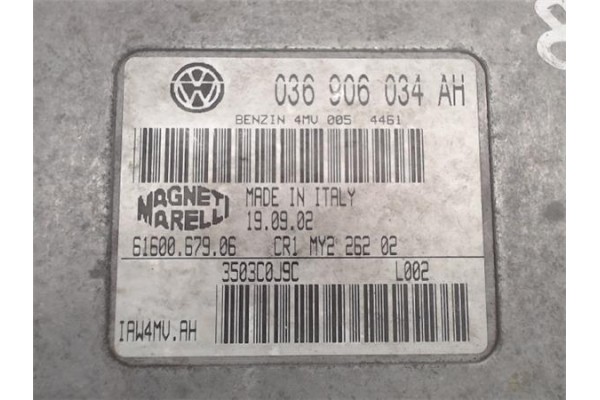 8
036 906 034 AH
BENZIN 4MV 005 4461
MAGNETI MARELLI
MADE IN ITALY
19.09.02
61600.679.06 CR1 MY2 262 02
3503C0J9C L002
IAW4MV.AH